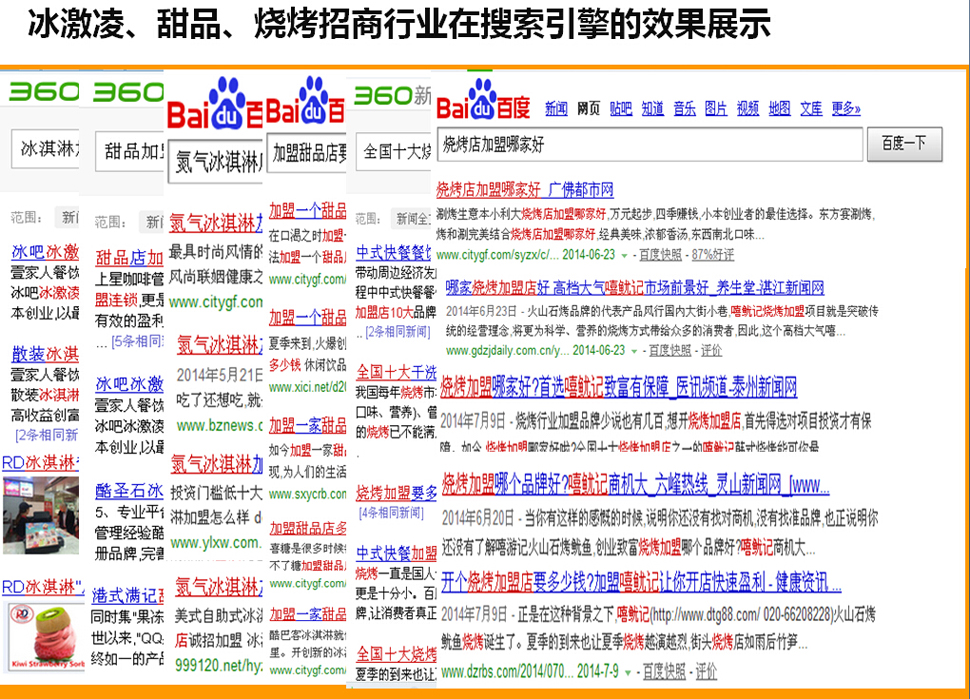 冰激凌、甜品、烧烤招商行业在搜索引擎的效果展示
360
冰淇淋
范围： 新
冰吧冰激
壹家人餐饮
冰吧冰激凌
本创业,以最
散装冰淇
壹家人餐饮
散装冰淇淋
高收益创富
[2条相同新
RD冰淇淋
RD冰淇淋"
Kiwi Strawberry Sorb
360
甜品加
范围： 新
甜品店加
上星咖啡管
盟连锁,更是
有效的盈利
... [5条相同
冰吧冰激
壹家人餐饮
冰吧冰激凌
本创业,以最
酷圣石冰
5、专业平台
管理经验酷
册品牌,完善
港式满记甜
同时集"果冻
世以来,"QQ
终如一的产品
Bai du 百
氮气冰淇淋
氮气冰淇淋加
最具时尚风情的
风尚联姻健康之
www.citygf.com
氮气冰淇淋
2014年5月21日
吃了还想吃,就
www.bznews.
氮气冰淇淋加
投资门槛低十大
淋加盟怎么样 d
www.ylxw.com.
氮气冰淇淋
美式自助式冰淇
店诚招加盟 冰
999120.net/hy
Bai du 百
加盟甜品店要
加盟一个甜品
在口渴之时加盟一
法加盟一个甜品
www.citygf.com
加盟一个甜品
夏季来到,火爆创
多少钱 休闲饮品
www.xici.net/d20
加盟一家甜品
如今加盟一家甜
现,为人们的生活
www.sxycrb.com
加盟甜品店多
喜糖是很多时候
不了糖加盟甜品
www.citygf.com
加盟一家甜品
酷巴客冰淇淋就
里。开创新的冰
www.citygf.com
360新
全国十大烧
范围： 新闻全
中式快餐餐饮
带动周边经济发
程中中式快餐餐
加盟店10大品牌
[2条相同新闻]
全国十大干洗
我国每年烧烤市
口味、营养)、管
的烧烤已不能满
烧烤加盟要多
[4条相同新闻]
中式快餐加盟
烧烤一直是国人
更是十分小。百
牌,让消费者真正
全国十大烧烤
夏季的到来也让
Bai du 百度 新闻 网页 贴吧 知道 音乐 图片 视频 地图 文库 更多»
烧烤店加盟哪家好 百度一下
烧烤店加盟哪家好_广佛都市网
涮烤生意本小利大烧烤店加盟哪家好,万元起步,四季赚钱,小本创业者的最佳选择。东方宴涮烤,
烤和涮完美结合烧烤店加盟哪家好,经典美味,浓郁香汤,东西南北口味...
www.citygf.com/syzx/c/... 2014-06-23 - 百度快照 - 87%好评
哪家烧烤加盟店好 高档大气嘻鱿记市场前景好_养生堂-湛江新闻网
2014年6月23日 - 火山石烤品牌的代表产品风行国内大街小巷,嘻鱿记烧烤加盟项目就是突破传
统的经营理念,将更为科学、营养的烧烤方式带给众多的消费者,因此,这个高档大气嘻...
www.gdzjdaily.com.cn/y... 2014-06-23 - 百度快照 - 评价
烧烤加盟哪家好?首选嘻鱿记致富有保障_医讯频道-泰州新闻网
2014年7月9日 - 烧烤行业加盟品牌少说也有几百,想开烧烤加盟店,首先得选对项目投资才有保
障。如今,烧烤加盟哪家好呢?全国十大烧烤加盟店之一的嘻鱿记韩式烧烤能可你最
烧烤加盟哪个品牌好?嘻鱿记商机大_六峰热线_灵山新闻网_[www...
2014年6月20日 - 当你有这样的感慨的时候,说明你还没有找对商机,没有找准品牌,也正说明你
还没有了解嘻游记火山石烤鱿鱼,创业致富烧烤加盟哪个品牌好?嘻鱿记商机大...
开个烧烤加盟店要多少钱?加盟嘻鱿记让你开店快速盈利 - 健康资讯 ...
2014年7月9日 - 正是在这种背景之下,嘻鱿记(http://www.dtg88.com/ 020-66208228)火山石烤
鱿鱼烧烤诞生了。夏季的到来也让夏季烧烤越演越烈,街头烧烤店如雨后竹笋...
www.dzrbs.com/2014/070... 2014-7-9 - 百度快照 - 评价